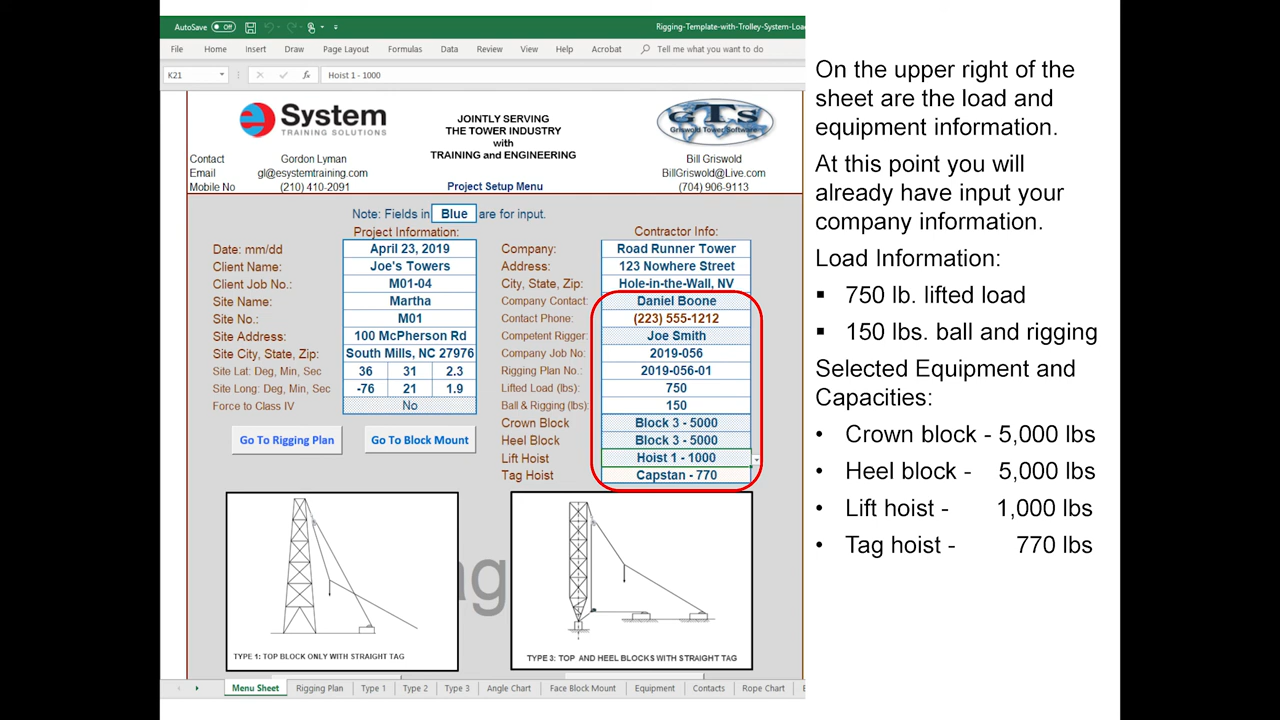 AutoSave Off
Rigging-Template-with-Trolley-System-Loa
File Home Insert Draw Page Layout Formulas Data Review View Help Acrobat Tell me what you want to do
K21 fx Hoist 1 - 1000
System
TRAINING SOLUTIONS
JOINTLY SERVING
THE TOWER INDUSTRY
with
TRAINING and ENGINEERING
GTS
Griswold Tower Software
Contact Gordon Lyman Bill Griswold
Email gl@esystemtraining.com BillGriswold@Live.com
Mobile No (210) 410-2091 Project Setup Menu (704) 906-9113
Note: Fields in Blue are for input.
Project Information: Contractor Info:
Date: mm/dd April 23, 2019 Company: Road Runner Tower
Client Name: Joe's Towers Address: 123 Nowhere Street
Client Job No.: M01-04 City, State, Zip: Hole-in-the-Wall, NV
Site Name: Martha Company Contact: Daniel Boone
Site No.: M01 Contact Phone: (223) 555-1212
Site Address: 100 McPherson Rd Competent Rigger: Joe Smith
Site City, State, Zip: South Mills, NC 27976 Company Job No: 2019-056
Site Lat: Deg, Min, Sec 36 31 2.3 Rigging Plan No.: 2019-056-01
Site Long: Deg, Min, Sec -76 21 1.9 Lifted Load (lbs): 750
Force to Class IV No Ball & Rigging (lbs): 150
Crown Block Block 3 - 5000
Go To Rigging Plan Go To Block Mount Heel Block Block 3 - 5000
Lift Hoist Hoist 1 - 1000
Tag Hoist Capstan - 770
ag
TYPE 1: TOP BLOCK ONLY WITH STRAIGHT TAG
TYPE 3: TOP AND HEEL BLOCKS WITH STRAIGHT TAG
Menu Sheet Rigging Plan Type 1 Type 2 Type 3 Angle Chart Face Block Mount Equipment Contacts Rope Chart
On the upper right of the
sheet are the load and
equipment information.
At this point you will
already have input your
company information.
Load Information:
▪ 750 lb. lifted load
▪ 150 lbs. ball and rigging
Selected Equipment and
Capacities:
• Crown block - 5,000 lbs
• Heel block - 5,000 lbs
• Lift hoist - 1,000 lbs
• Tag hoist - 770 lbs